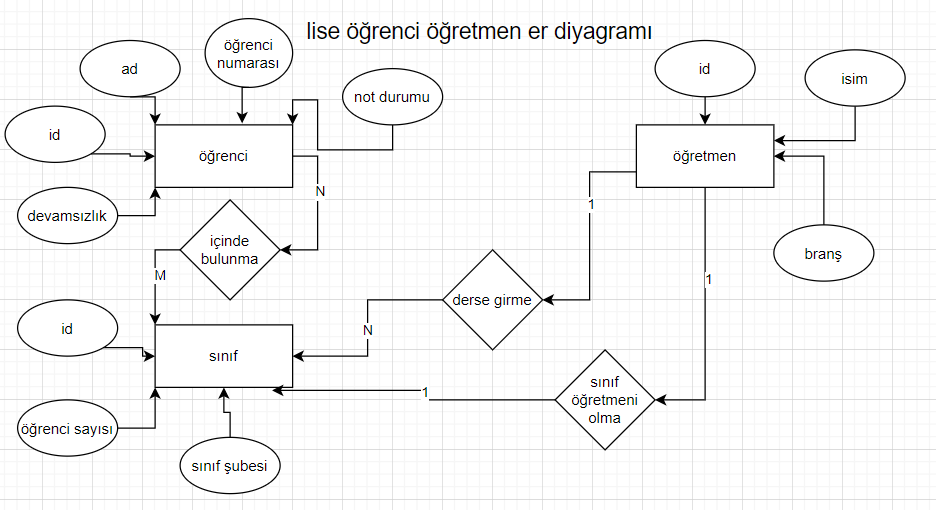 lise öğrenci öğretmen er diyagramı
öğrenci
numarası
ad
id
isim
not durumu
id
öğrenci
öğretmen
N
1
devamsızlık
içinde
bulunma
branş
M
1
derse girme
id
N
sınıf
sınıf
öğretmeni
olma
1
öğrenci sayısı
sınıf şubesi